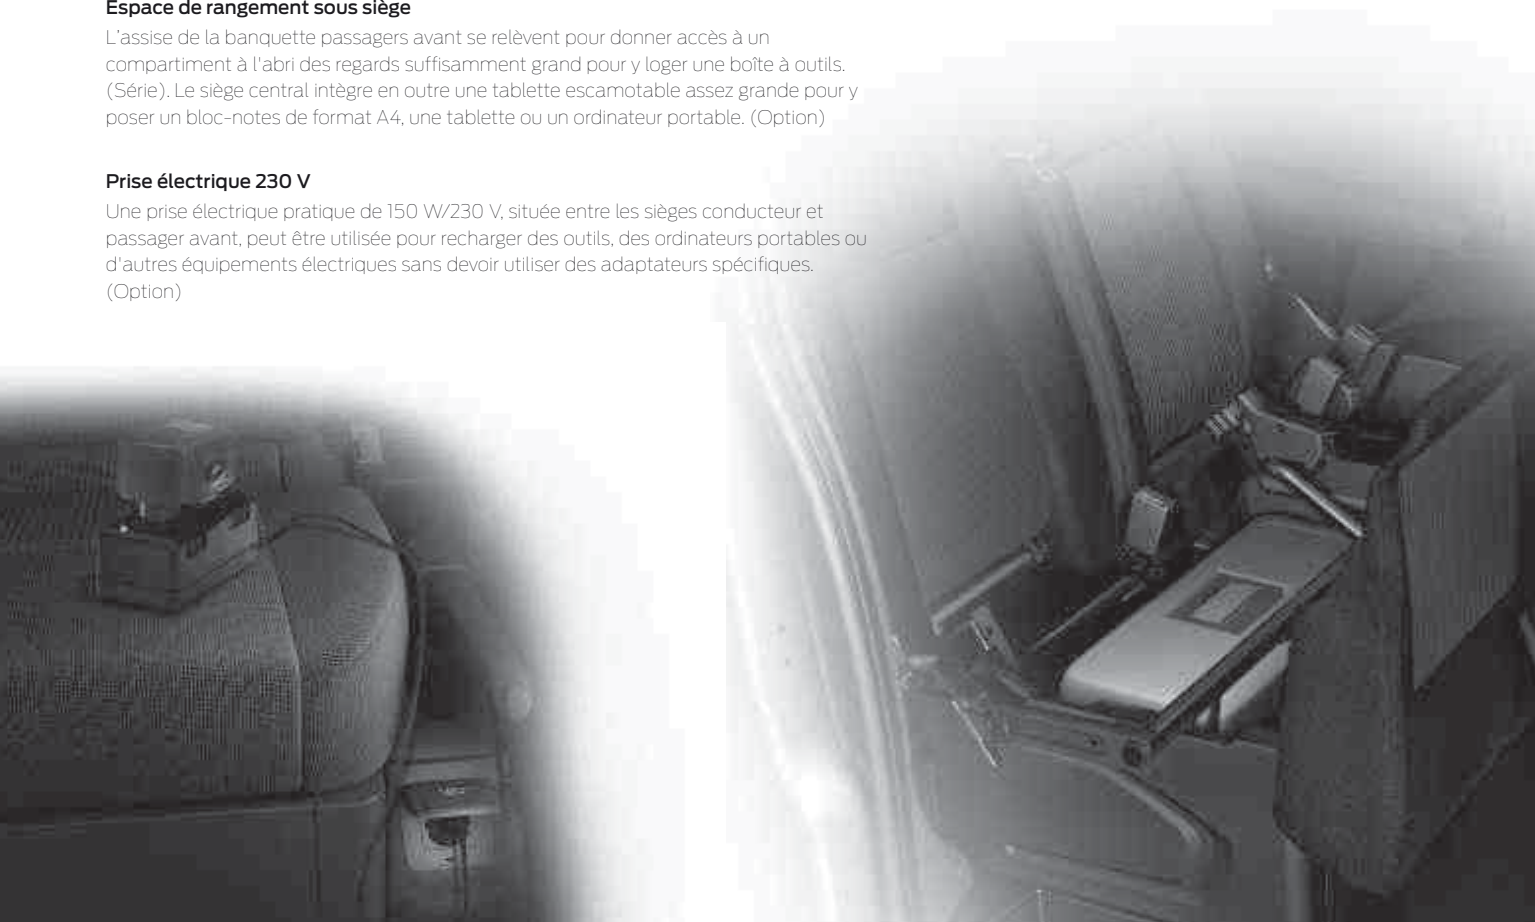 Espace de rangement sous siège
L'assise de la banquette passagers avant se relèvent pour donner accès à un
compartiment à l'abri des regards suffisamment grand pour y loger une boîte à outils.
(Série). Le siège central intègre en outre une tablette escamotable assez grande pour y
poser un bloc-notes de format A4, une tablette ou un ordinateur portable. (Option)
Prise électrique 230 V
Une prise électrique pratique de 150 W/230 V, située entre les sièges conducteur et
passager avant, peut être utilisée pour recharger des outils, des ordinateurs portables ou
d'autres équipements électriques sans devoir utiliser des adaptateurs spécifiques.
(Option)